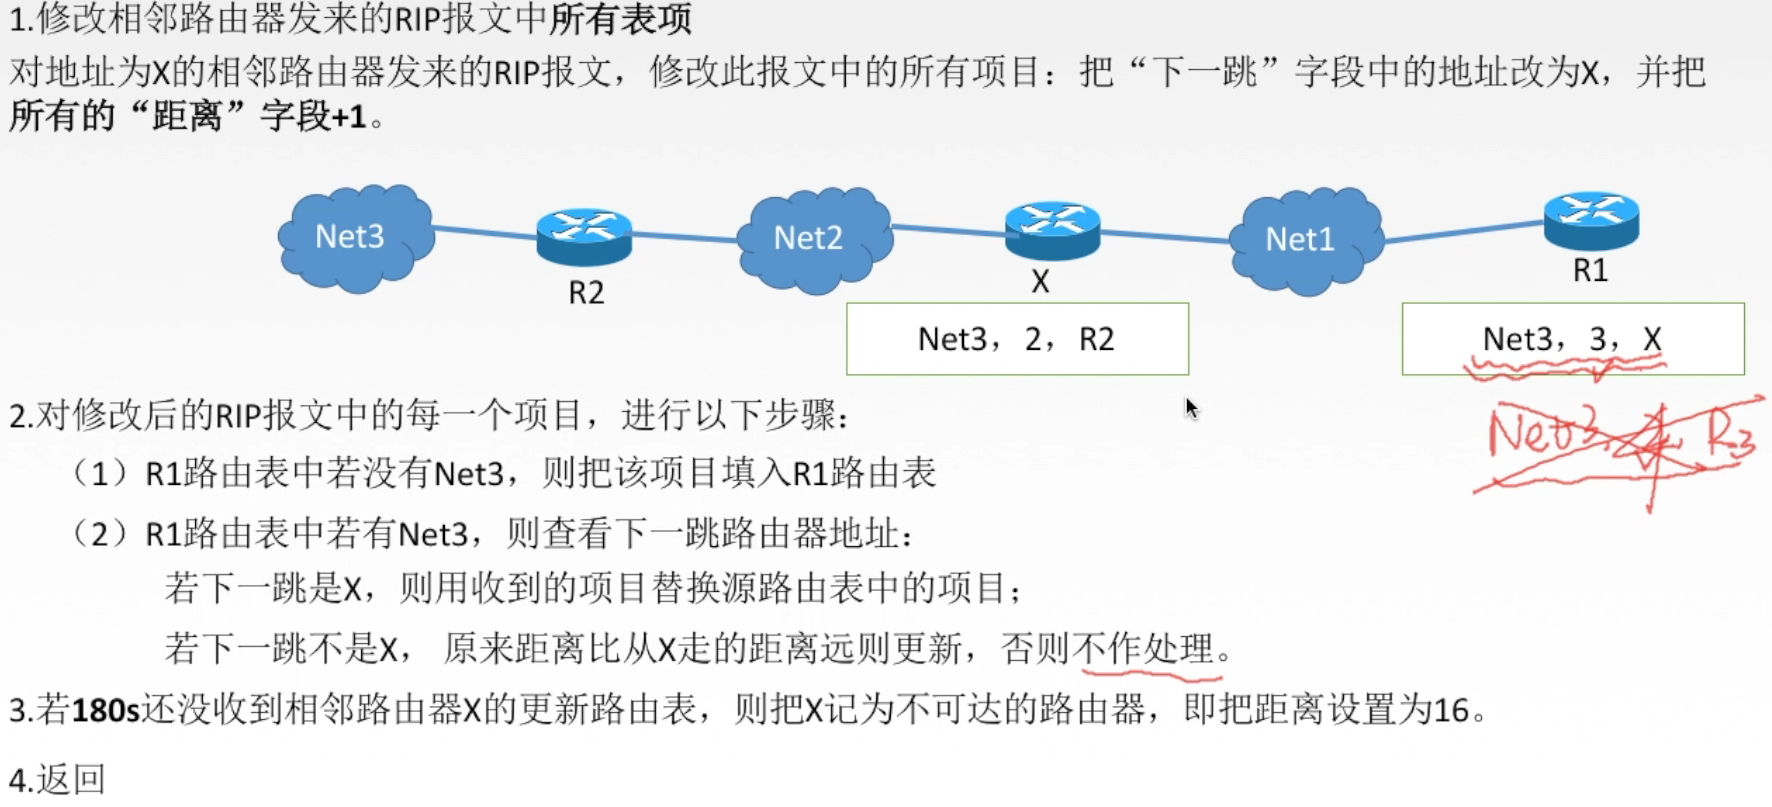 1.修改相邻路由器发来的RIP报文中所有表项
对地址为X的相邻路由器发来的RIP报文，修改此报文中的所有项目：把“下一跳”字段中的地址改为X，并把
所有的“距离”字段+1。
Net3
R2
Net2
X
Net1
R1
Net3，2，R2
Net3，3，X
Net3
R3
2.对修改后的RIP报文中的每一个项目，进行以下步骤：
（1）R1路由表中若没有Net3，则把该项目填入R1路由表
（2）R1路由表中若有Net3，则查看下一跳路由器地址：
若下一跳是X，则用收到的项目替换源路由表中的项目；
若下一跳不是X， 原来距离比从X走的距离远则更新，否则不作处理。
3.若180s还没收到相邻路由器X的更新路由表，则把X记为不可达的路由器，即把距离设置为16。
4.返回